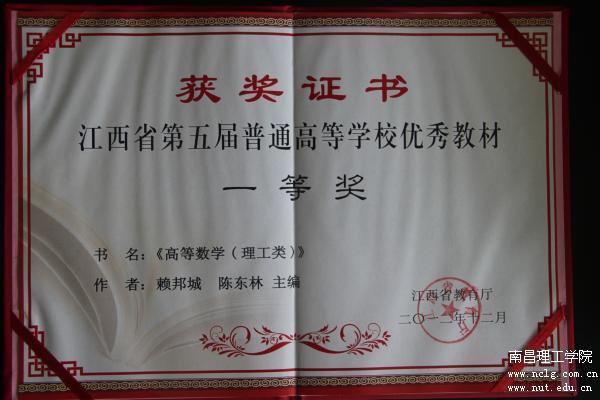 获奖证书
江西省第五届普通高等学校优秀教材
一等奖
书 名：《高等数学（理工类）》
作 者：赖邦城 陈东林 主编
江西省教育厅
二〇一二年十二月
南昌理工学院
www.nclg.com.cn
www.nut.edu.cn